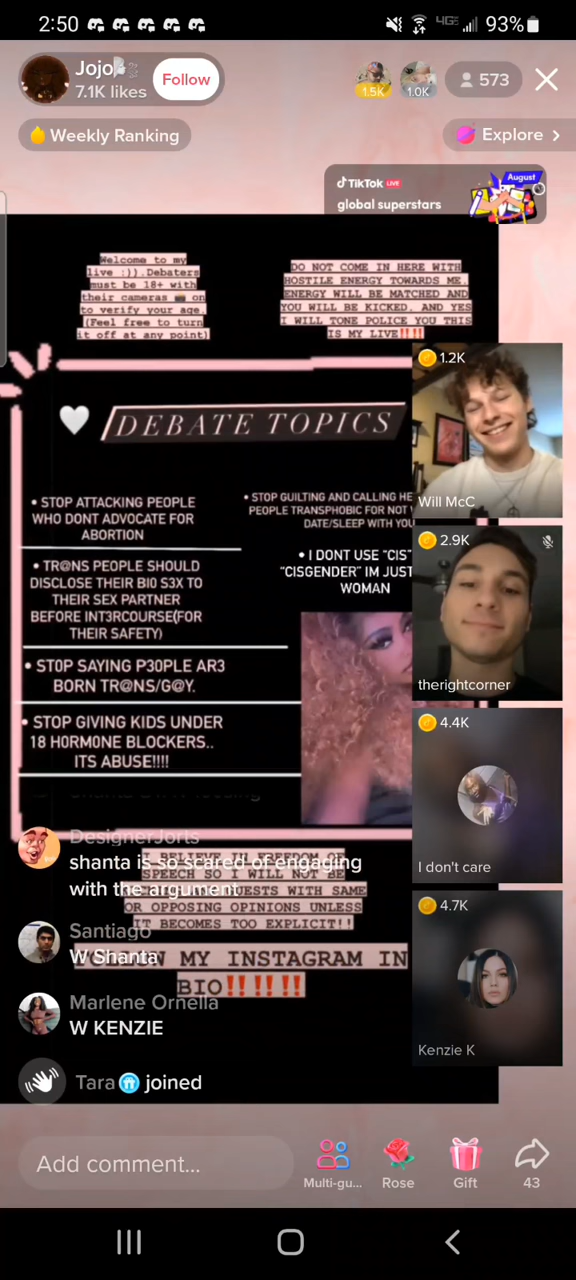 2:50
4GE
93%
Jojo
7.1K likes
Follow
1.5K
1.0K
573
Weekly Ranking
Explore >
TikTok LIVE
global superstars
August
Welcome to my
live :)).Debaters
must be 18+ with
their cameras 📷 on
to verify your age.
(Feel free to turn
it off at any point)
DO NOT COME IN HERE WITH
HOSTILE ENERGY TOWARDS ME.
ENERGY WILL BE MATCHED AND
YOU WILL BE KICKED. AND YES
I WILL TONE POLICE YOU THIS
IS MY LIVE‼️‼️
🤍 DEBATE TOPICS
• STOP ATTACKING PEOPLE
WHO DONT ADVOCATE FOR
ABORTION
• TR@NS PEOPLE SHOULD
DISCLOSE THEIR BI0 S3X TO
THEIR SEX PARTNER
BEFORE INT3RCOURSE(FOR
THEIR SAFETY)
• ST0P SAYING P30PLE AR3
BORN TR@NS/G@Y.
• STOP GIVING KIDS UNDER
18 H0RM0NE BLOCKERS..
ITS ABUSE!!!!
• STOP GUILTING AND CALLING HE
PEOPLE TRANSPHOBIC FOR NOT
DATE/SLEEP WITH YOU
• I DONT USE "CIS"
"CISGENDER" IM JUST
WOMAN
1.2K
Will McC
2.9K
therightcorner
4.4K
I don't care
4.7K
Kenzie K
I BELIEVE IN FREEDOM OF
SPEECH SO I WILL NOT BE
GUESTS WITH SAME
OR OPPOSING OPINIONS UNLESS
IT BECOMES TOO EXPLICIT!!
FOLLOW MY INSTAGRAM IN
BIO‼️‼️‼️
DesignerJorts
shanta is so scared of engaging
with the argument
Santiago
W Shanta
Marlene Ornella
W KENZIE
Tara joined
Add comment...
Multi-gu...
Rose
Gift
43